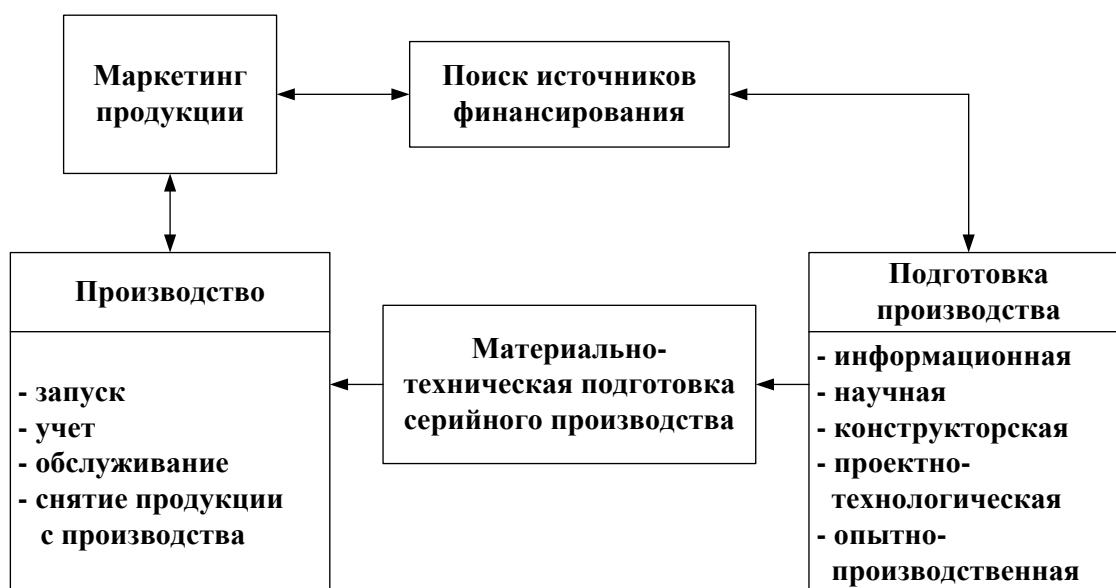 Маркетинг
продукции
Поиск источников
финансирования
Производство
- запуск
- учет
- обслуживание
- снятие продукции
с производства
Материально-
техническая подготовка
серийного производства
Подготовка
производства
- информационная
- научная
- конструкторская
- проектно-
технологическая
- опытно-
производственная